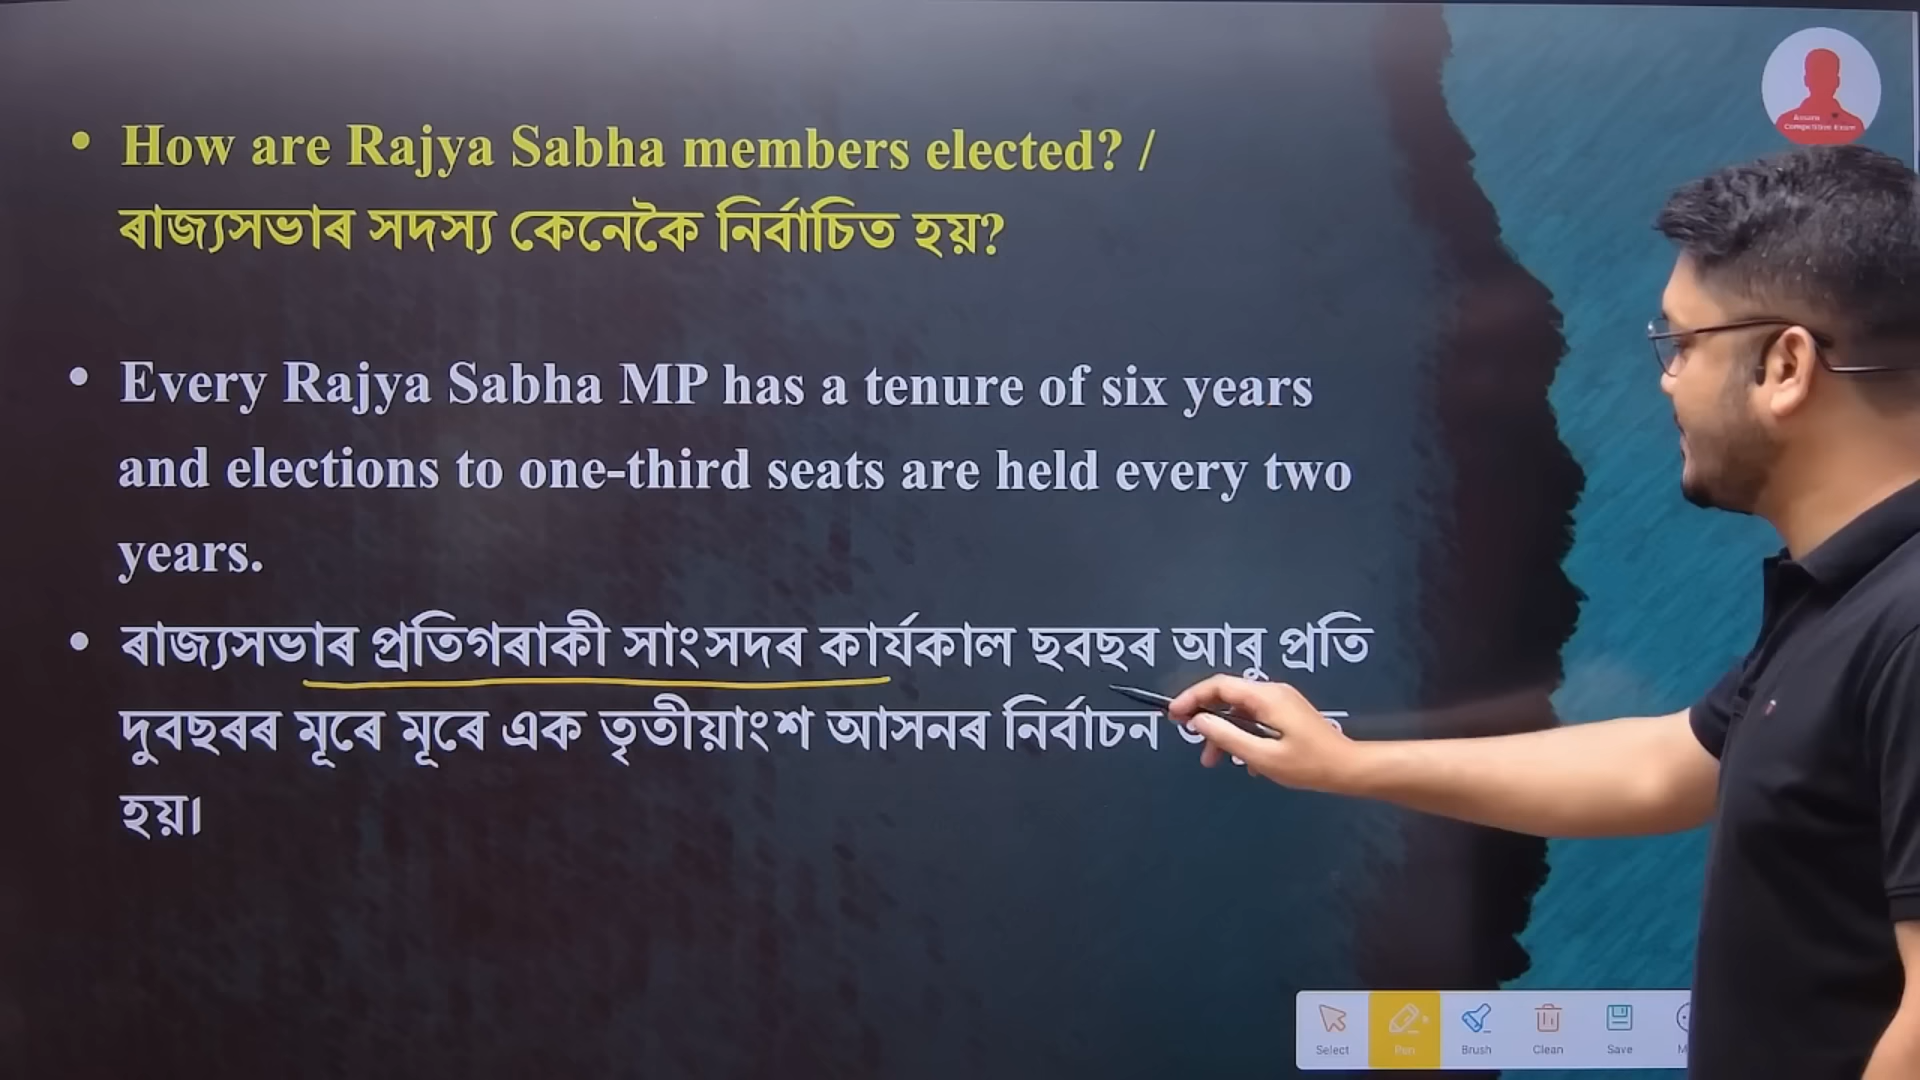 • How are Rajya Sabha members elected? /
ৰাজ্যসভাৰ সদস্য কেনেকৈ নিৰ্বাচিত হয়?
• Every Rajya Sabha MP has a tenure of six years
and elections to one-third seats are held every two
years.
• ৰাজ্যসভাৰ প্ৰতিগৰাকী সাংসদৰ কাৰ্যকাল ছবছৰ আৰু প্ৰতি
দুবছৰৰ মূৰে মূৰে এক তৃতীয়াংশ আসনৰ নিৰ্বাচন
হয়।
Competitive Exam
Select Pen Brush Clean Save